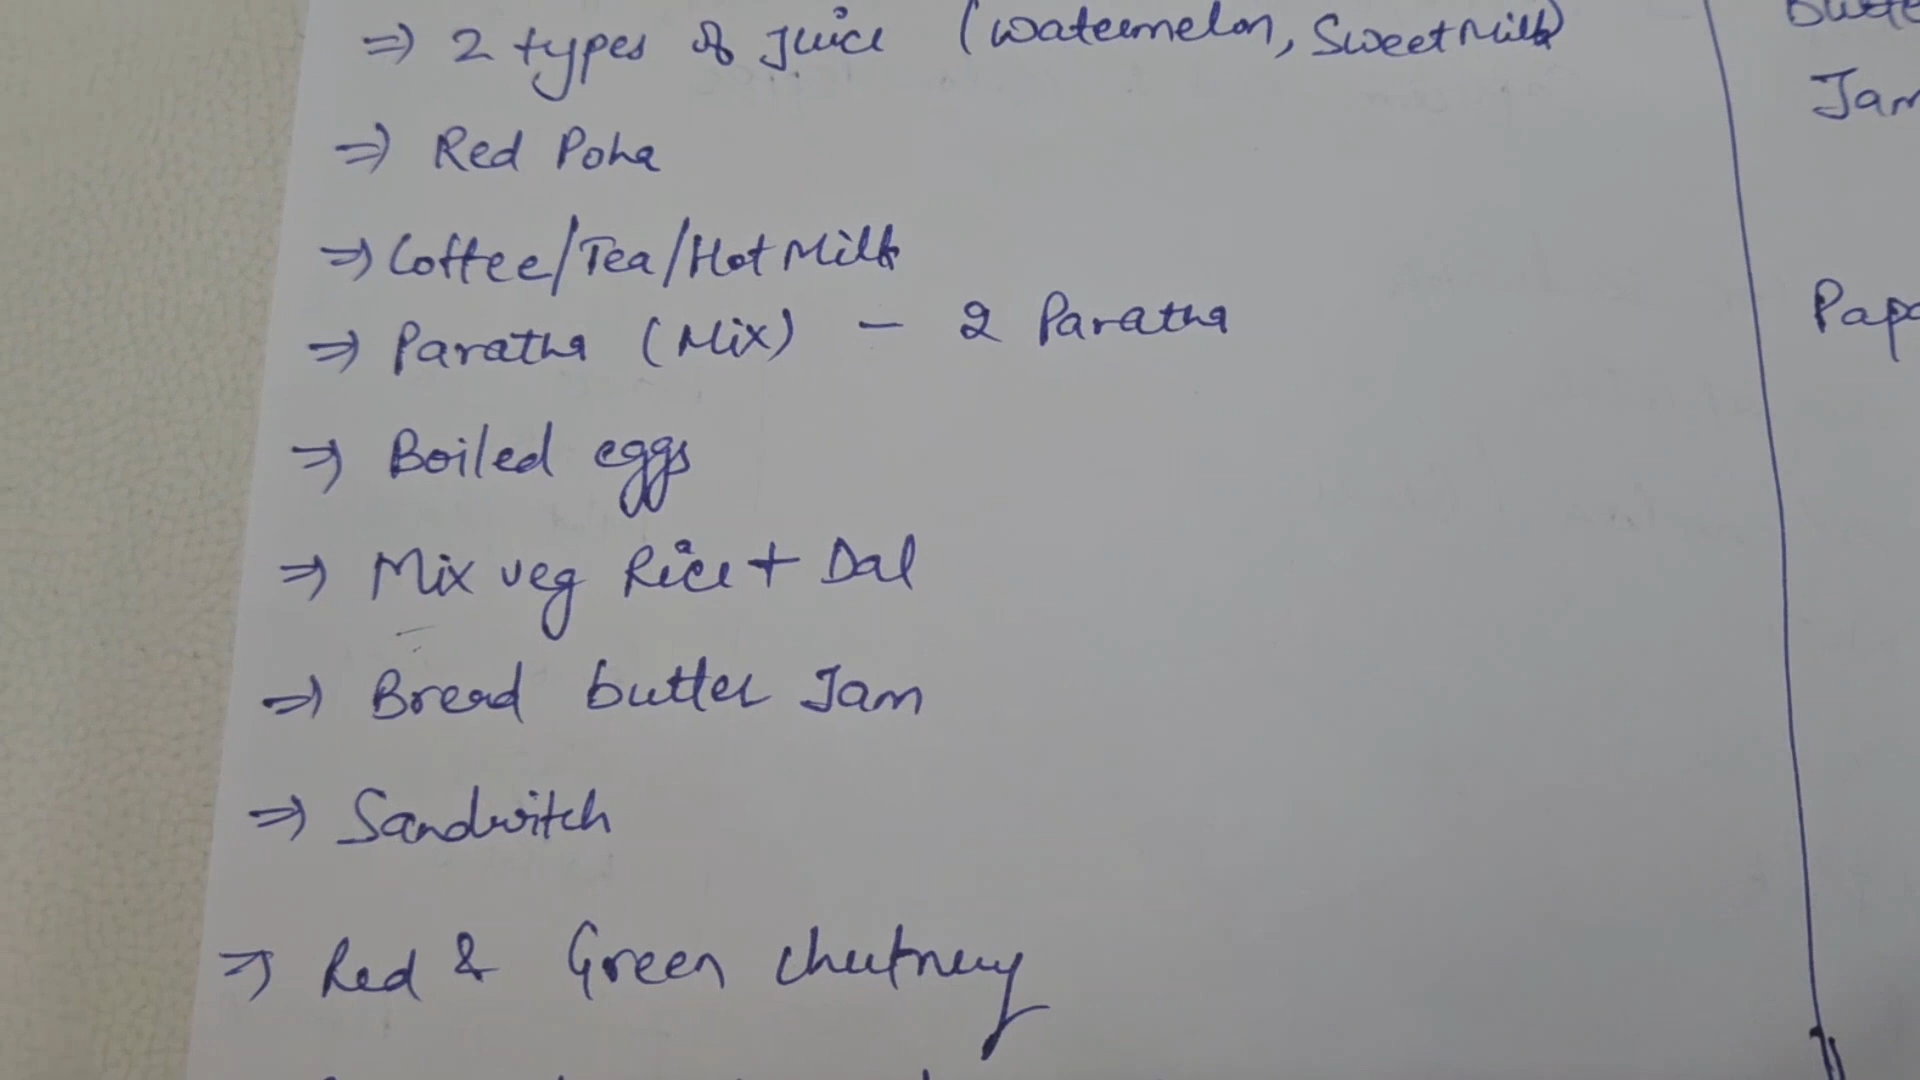 ⇒ 2 types of Juice (Watermelon, Sweet Milk)
⇒ Red Poha
⇒ Coffee/Tea/Hot Milk
⇒ Paratha (Mix) - 2 Paratha
⇒ Boiled eggs
⇒ Mix veg Rice + Dal
⇒ Bread butter Jam
⇒ Sandwitch
⇒ Red & Green chutney
Jam